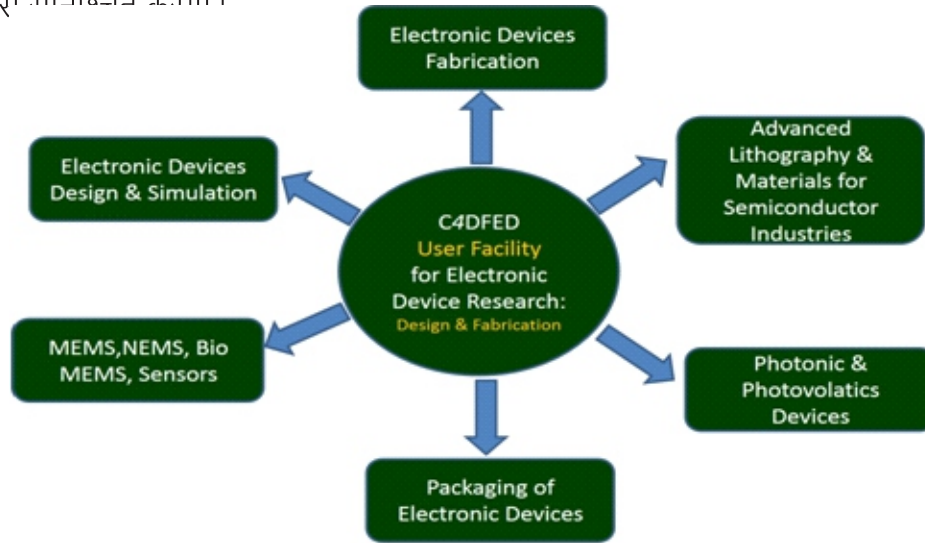 Electronic Devices
Fabrication
Advanced
Lithography &
Materials for
Semiconductor
Industries
Electronic Devices
Design & Simulation
C4DFED
User Facility
for Electronic
Device Research:
Design & Fabrication
MEMS,NEMS, Bio
MEMS, Sensors
Photonic &
Photovolatics
Devices
Packaging of
Electronic Devices